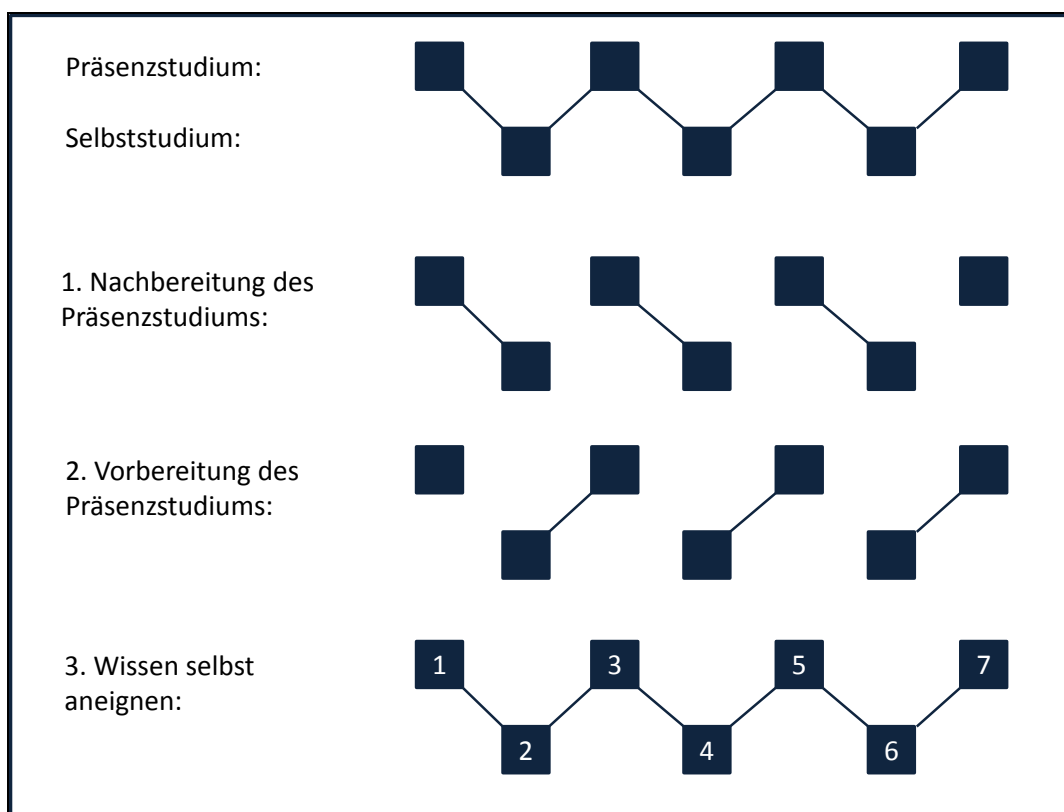 Präsenzstudium:
Selbststudium:
1. Nachbereitung des
Präsenzstudiums:
2. Vorbereitung des
Präsenzstudiums:
3. Wissen selbst
aneignen:
1 3 5 7
2 4 6